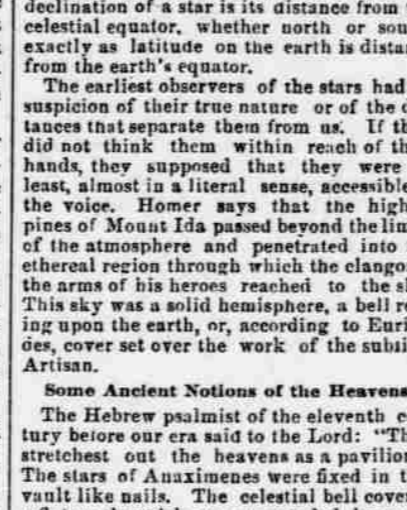 declination of a star is its distance from
celestial equator, whether north or sou
exactly as latitude on the earth is distan
from the earth's equator.
The earliest observers of the stars had
suspicion of their true nature or of the d
tances that separate them from us. If th
did not think them within reach of th
hands, they supposed that they were
least, almost in a literal sense, accessible
the voice. Homer says that the high
pines of Mount Ida passed beyond the lim
of the atmosphere and penetrated into
ethereal region through which the clango
the arms of his heroes reached to the s
This sky was a solid hemisphere, a bell re
ing upon the earth, or, according to Euri
des, cover set over the work of the subli
Artisan.
Some Ancient Notions of the Heavens
The Hebrew psalmist of the eleventh c
tury before our era said to the Lord: "Th
stretchest out the heavens as a pavilion
The stars of Anaximenes were fixed in t
vault like nails. The celestial bell cover